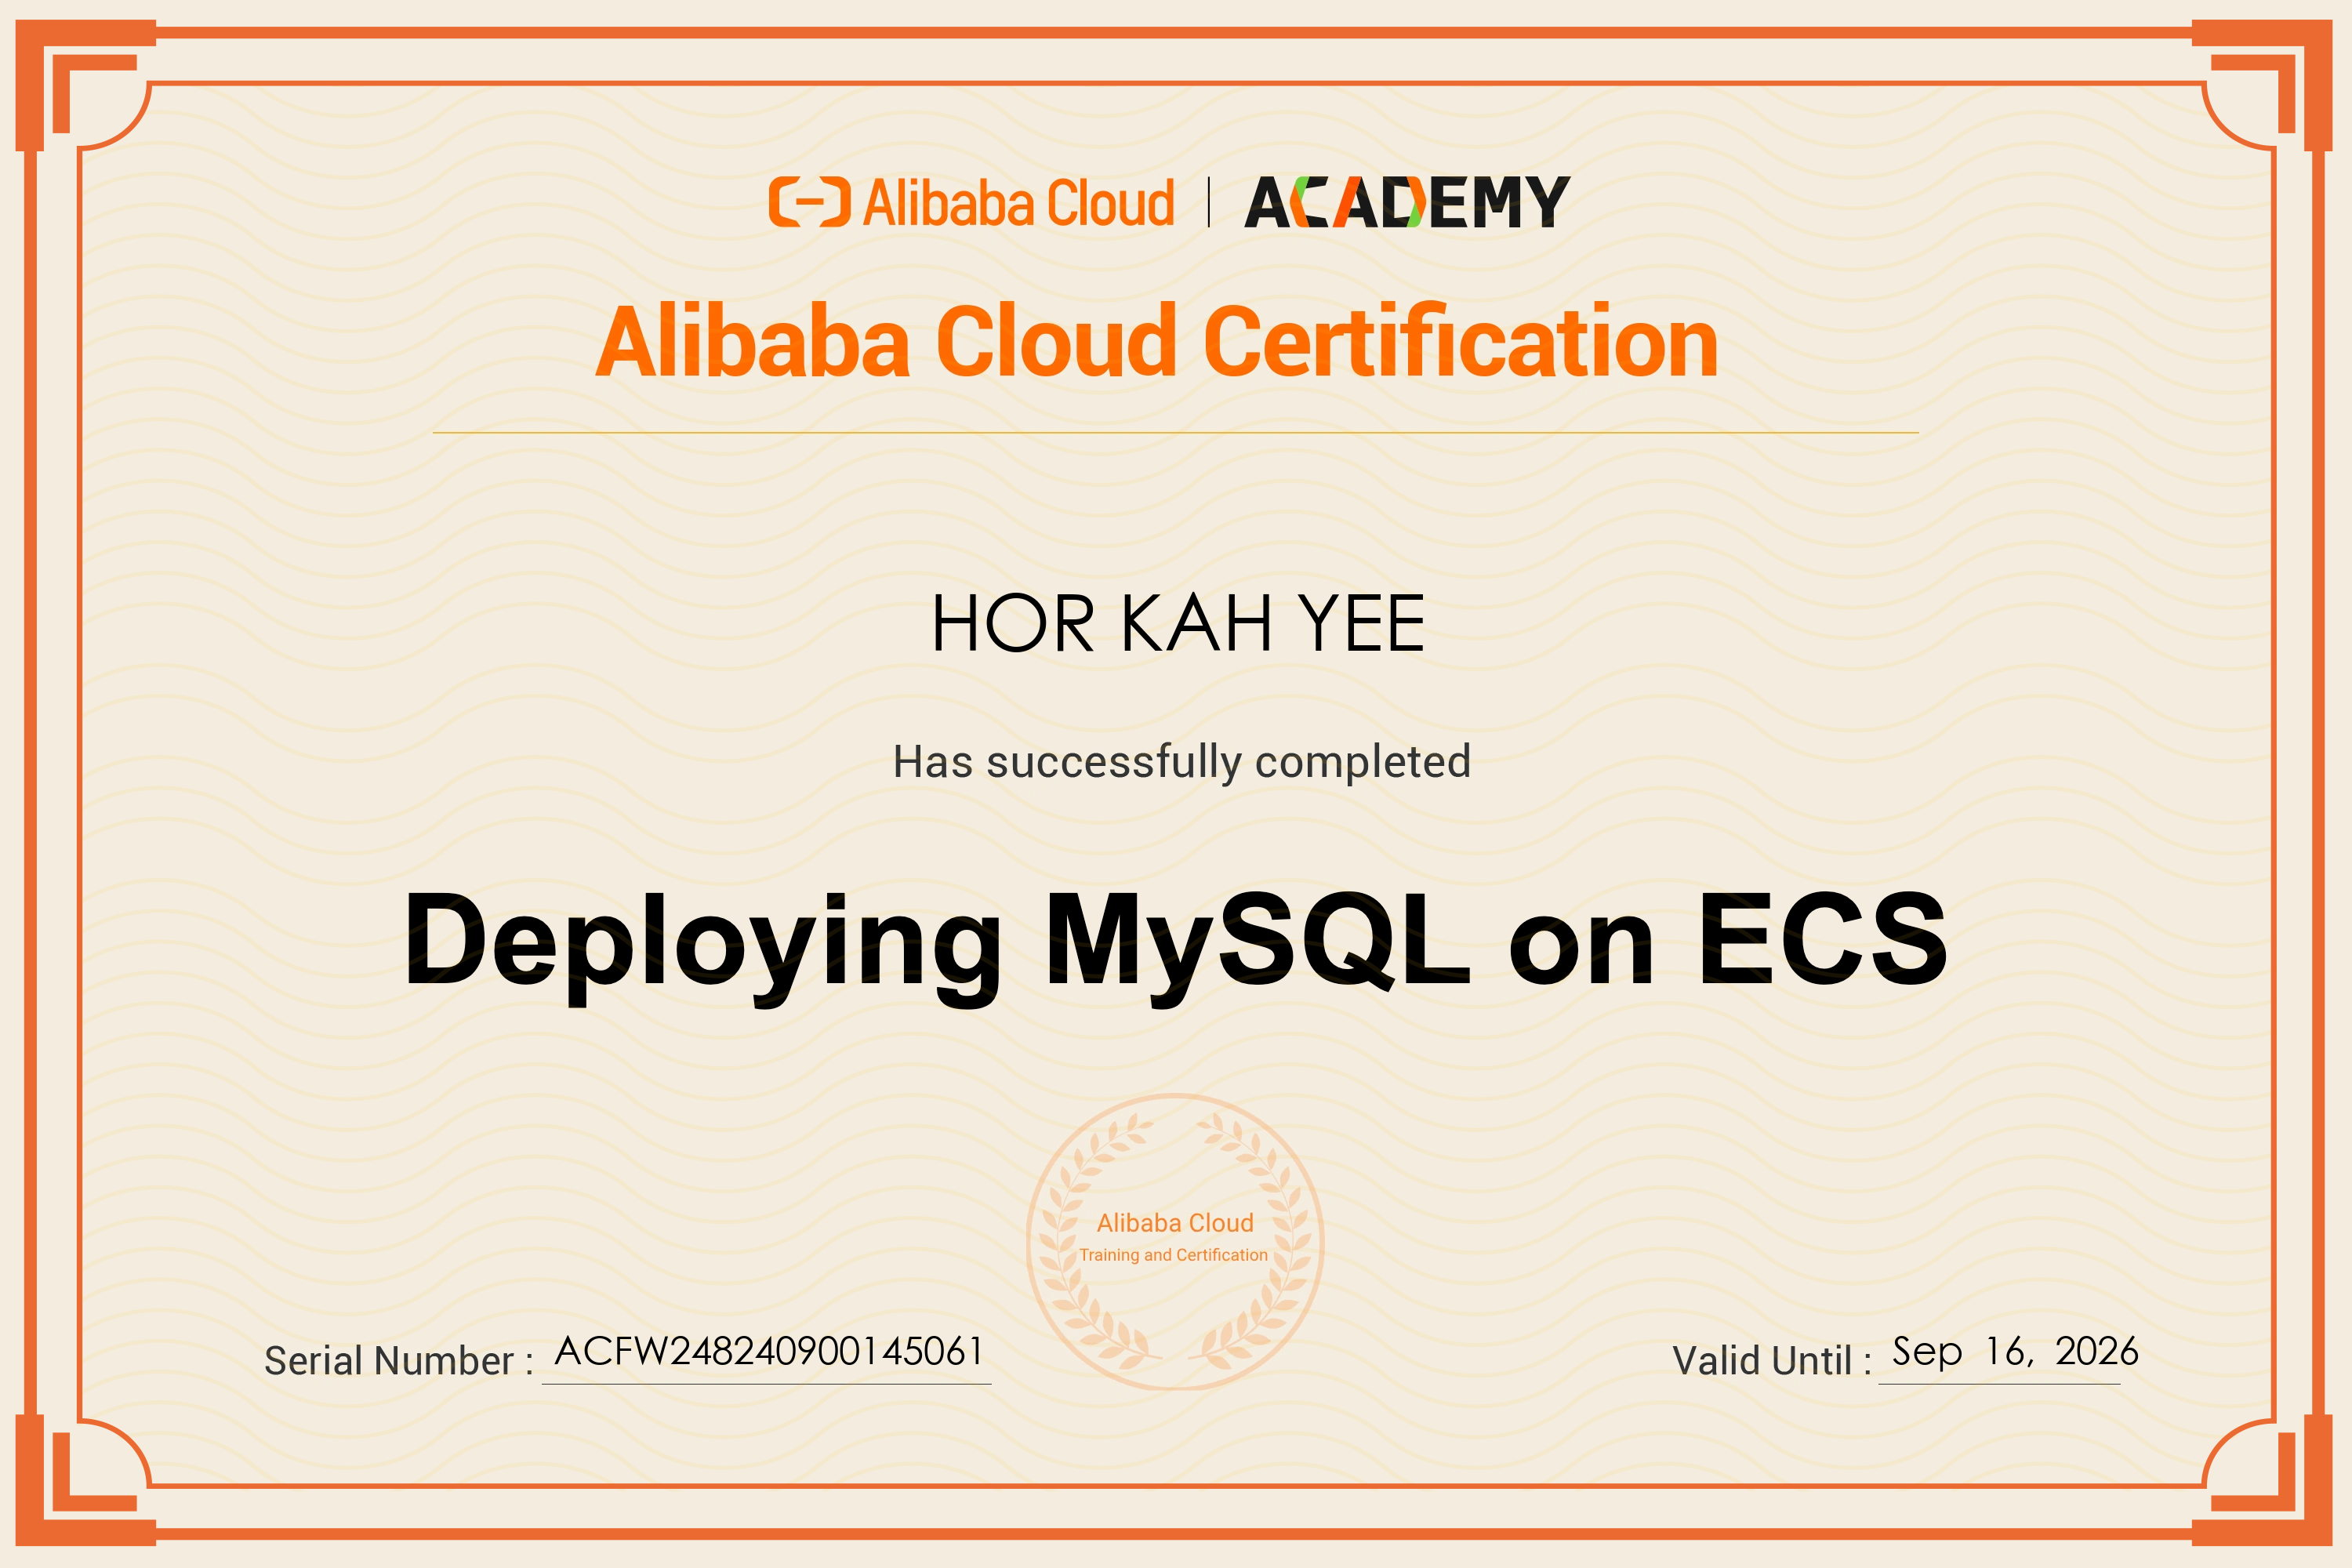 Alibaba Cloud | ACADEMY
Alibaba Cloud Certification
HOR KAH YEE
Has successfully completed
Deploying MySQL on ECS
Alibaba Cloud
Training and Certification
Serial Number : ACFW248240900145061
Valid Until : Sep 16, 2026